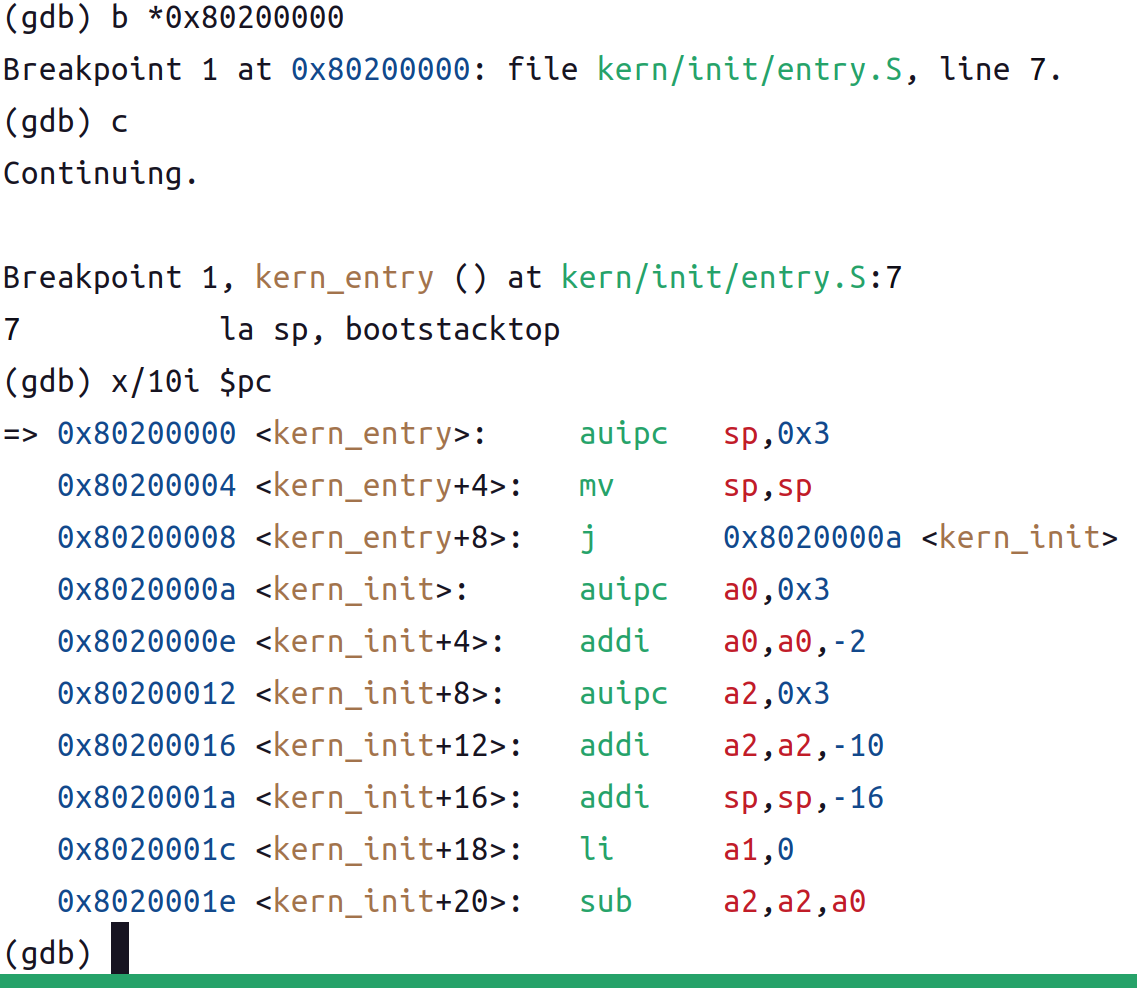 (gdb) b *0x80200000
Breakpoint 1 at 0x80200000: file kern/init/entry.S, line 7.
(gdb) c
Continuing.

Breakpoint 1, kern_entry () at kern/init/entry.S:7
7           la sp, bootstacktop
(gdb) x/10i $pc
=> 0x80200000 <kern_entry>:     auipc   sp,0x3
   0x80200004 <kern_entry+4>:   mv      sp,sp
   0x80200008 <kern_entry+8>:   j       0x8020000a <kern_init>
   0x8020000a <kern_init>:      auipc   a0,0x3
   0x8020000e <kern_init+4>:    addi    a0,a0,-2
   0x80200012 <kern_init+8>:    auipc   a2,0x3
   0x80200016 <kern_init+12>:   addi    a2,a2,-10
   0x8020001a <kern_init+16>:   addi    sp,sp,-16
   0x8020001c <kern_init+18>:   li      a1,0
   0x8020001e <kern_init+20>:   sub     a2,a2,a0
(gdb)